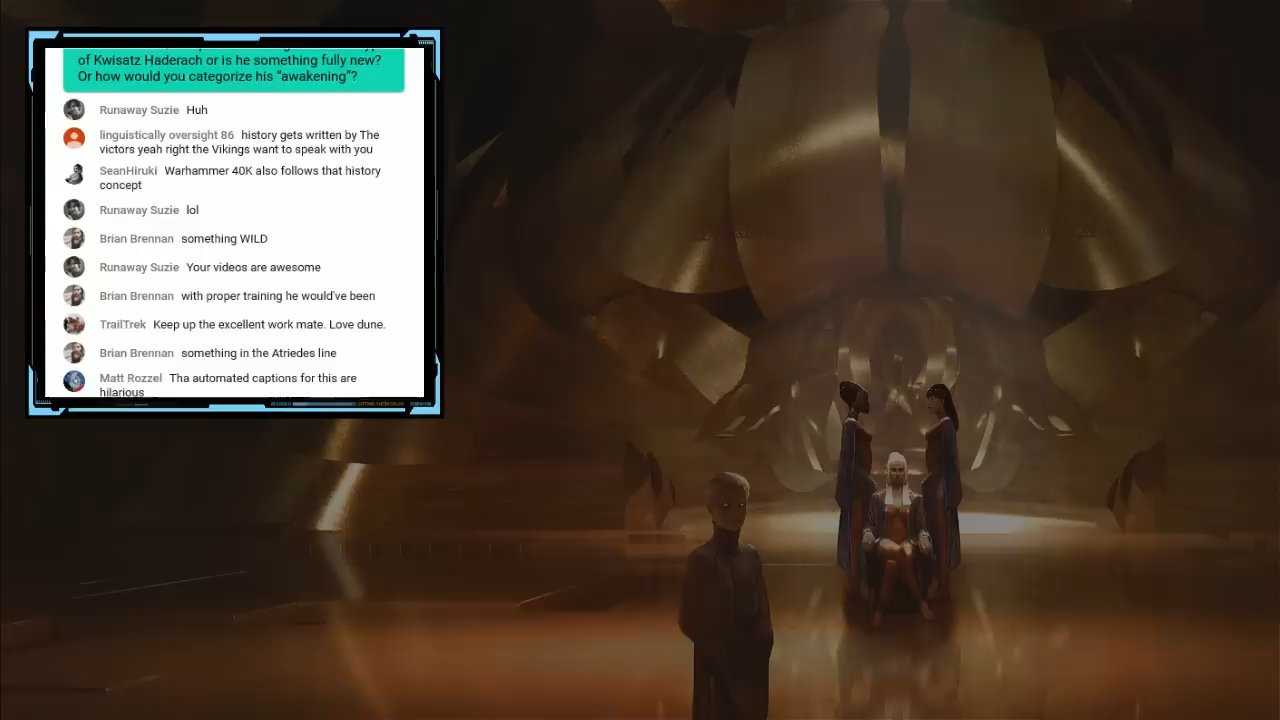 of Kwisatz Haderach or is he something fully new?
Or how would you categorize his “awakening”?
Runaway Suzie Huh
linguistically oversight 86 history gets written by The
victors yeah right the Vikings want to speak with you
SeanHiruki Warhammer 40K also follows that history
concept
Runaway Suzie lol
Brian Brennan something WILD
Runaway Suzie Your videos are awesome
Brian Brennan with proper training he would've been
TrailTrek Keep up the excellent work mate. Love dune.
Brian Brennan something in the Atriedes line
Matt Rozzel Tha automated captions for this are
hilarious